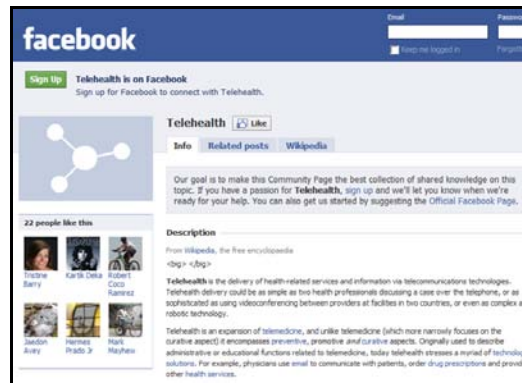 Email
facebook
Keep me logged in
Sign Up
Telehealth is on Facebook
Sign up for Facebook to connect with Telehealth.
Telehealth
Like
Info
Related posts
Wikipedia
Our goal is to make this Community Page the best collection of shared knowledge on this
topic. If you have a passion for Telehealth, sign up and we'll let you know when we're
ready for your help. You can also get us started by suggesting the Official Facebook Page.
22 people like this
Tristine
Barry
Kartik Deka
Robert
Coco
Ramirez
Jaedon
Avey
Hermes
Prado Jr
Mark
Mayhew
Description
From Wikipedia, the free encyclopaedia
<big> </big>
Telehealth is the delivery of health-related services and information via telecommunications technologies.
Telehealth delivery could be as simple as two health professionals discussing a case over the telephone, or as
sophisticated as using videoconferencing between providers at facilities in two countries, or even as complex a
robotic technology.
Telehealth is an expansion of telemedicine, and unlike telemedicine (which more narrowly focuses on the
curative aspect) it encompasses preventive, promotive and curative aspects. Originally used to describe
administrative or educational functions related to telemedicine, today telehealth stresses a myriad of technolog
solutions. For example, physicians use email to communicate with patients, order drug prescriptions and provid
other health services.